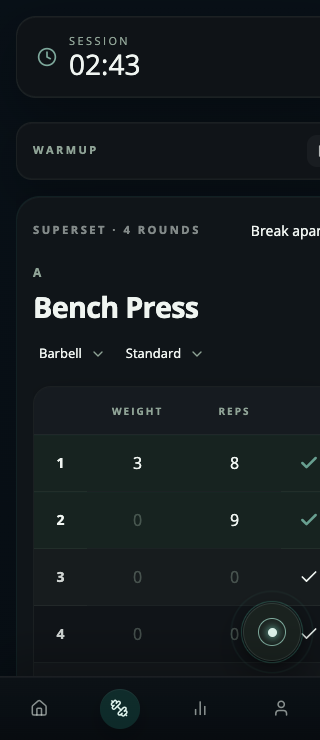 SESSION
02:43
WARMUP
SUPERSET · 4 ROUNDS
Break apar
A
Bench Press
Barbell
Standard
WEIGHT REPS
1 3 8
2 0 9
3 0 0
4 0 0